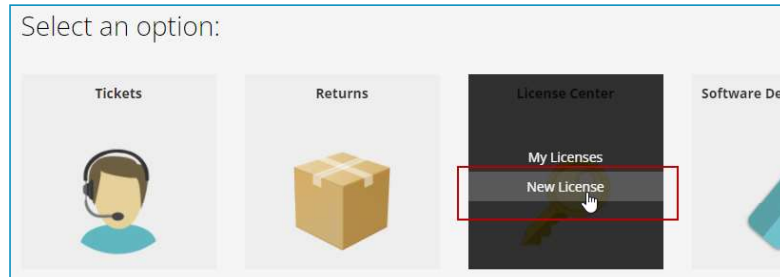 Select an option:
Tickets
Returns
License Center
Software De
My Licenses
New License